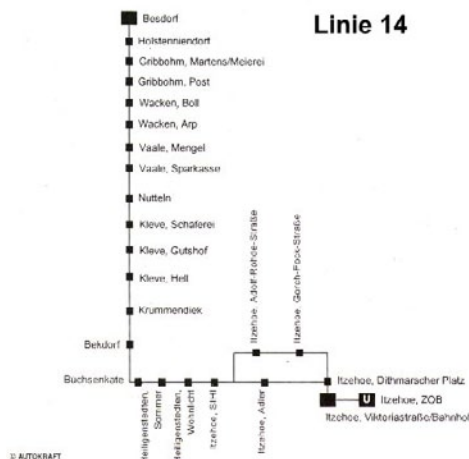 Linie 14
Besdorf
Holstenniendorf
Gribbohm, Martens/Meierei
Gribbohm, Post
Wacken, Boll
Wacken, Arp
Vaale, Mengel
Vaale, Sparkasse
Nutteln
Kleve, Schäferei
Kleve, Gutshof
Kleve, Hell
Krummendiek
Bekdorf
Buchsenkate
Heiligenstedten,
Sommer
Heiligenstedten,
Wohnlicht
Itzehoe,
Itzehoe, Adler
Itzehoe, Adolf-Rohde-Straße
Itzehoe, Gorch-Fock-Straße
Itzehoe, Dithmarscher Platz
U
Itzehoe, ZOB
Itzehoe, Viktoriastraße/Bahnhof
© AUTOKRAFT